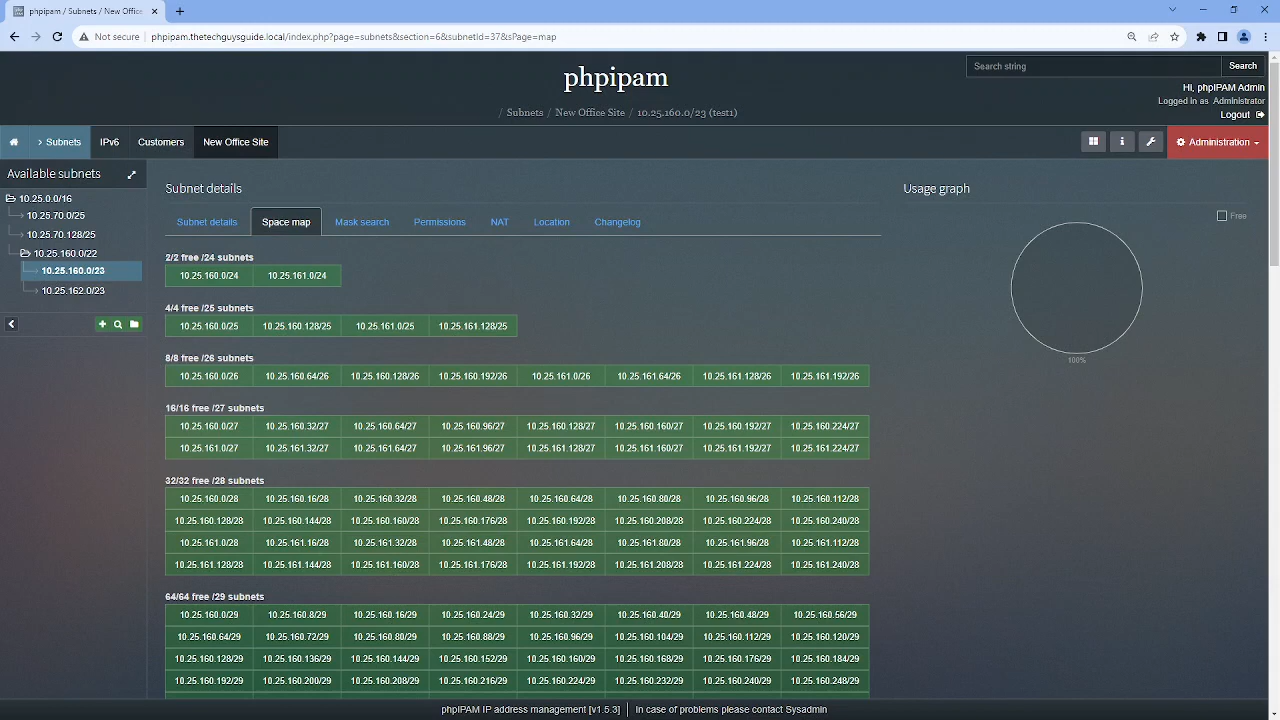 phpipam / Subnets / New Office Site
Not secure phpipam.thetechguysguide.local/index.php?page=subnets&section=6&subnetId=37&sPage=map
phpipam
Search string Search
Hi, phpIPAM Admin
Logged in as Administrator
Logout
/ Subnets / New Office Site / 10.25.160.0/23 (test1)
> Subnets IPv6 Customers New Office Site Administration
Available subnets
10.25.0.0/16
10.25.70.0/25
10.25.70.128/25
10.25.160.0/22
10.25.160.0/23
10.25.162.0/23
Subnet details
Subnet details Space map Mask search Permissions NAT Location Changelog
2/2 free /24 subnets
10.25.160.0/24 10.25.161.0/24
4/4 free /25 subnets
10.25.160.0/25 10.25.160.128/25 10.25.161.0/25 10.25.161.128/25
8/8 free /26 subnets
10.25.160.0/26 10.25.160.64/26 10.25.160.128/26 10.25.160.192/26 10.25.161.0/26 10.25.161.64/26 10.25.161.128/26 10.25.161.192/26
16/16 free /27 subnets
10.25.160.0/27 10.25.160.32/27 10.25.160.64/27 10.25.160.96/27 10.25.160.128/27 10.25.160.160/27 10.25.160.192/27 10.25.160.224/27
10.25.161.0/27 10.25.161.32/27 10.25.161.64/27 10.25.161.96/27 10.25.161.128/27 10.25.161.160/27 10.25.161.192/27 10.25.161.224/27
32/32 free /28 subnets
10.25.160.0/28 10.25.160.16/28 10.25.160.32/28 10.25.160.48/28 10.25.160.64/28 10.25.160.80/28 10.25.160.96/28 10.25.160.112/28
10.25.160.128/28 10.25.160.144/28 10.25.160.160/28 10.25.160.176/28 10.25.160.192/28 10.25.160.208/28 10.25.160.224/28 10.25.160.240/28
10.25.161.0/28 10.25.161.16/28 10.25.161.32/28 10.25.161.48/28 10.25.161.64/28 10.25.161.80/28 10.25.161.96/28 10.25.161.112/28
10.25.161.128/28 10.25.161.144/28 10.25.161.160/28 10.25.161.176/28 10.25.161.192/28 10.25.161.208/28 10.25.161.224/28 10.25.161.240/28
64/64 free /29 subnets
10.25.160.0/29 10.25.160.8/29 10.25.160.16/29 10.25.160.24/29 10.25.160.32/29 10.25.160.40/29 10.25.160.48/29 10.25.160.56/29
10.25.160.64/29 10.25.160.72/29 10.25.160.80/29 10.25.160.88/29 10.25.160.96/29 10.25.160.104/29 10.25.160.112/29 10.25.160.120/29
10.25.160.128/29 10.25.160.136/29 10.25.160.144/29 10.25.160.152/29 10.25.160.160/29 10.25.160.168/29 10.25.160.176/29 10.25.160.184/29
10.25.160.192/29 10.25.160.200/29 10.25.160.208/29 10.25.160.216/29 10.25.160.224/29 10.25.160.232/29 10.25.160.240/29 10.25.160.248/29
Usage graph
Free
100%
phpIPAM IP address management [v1.5.3] In case of problems please contact Sysadmin